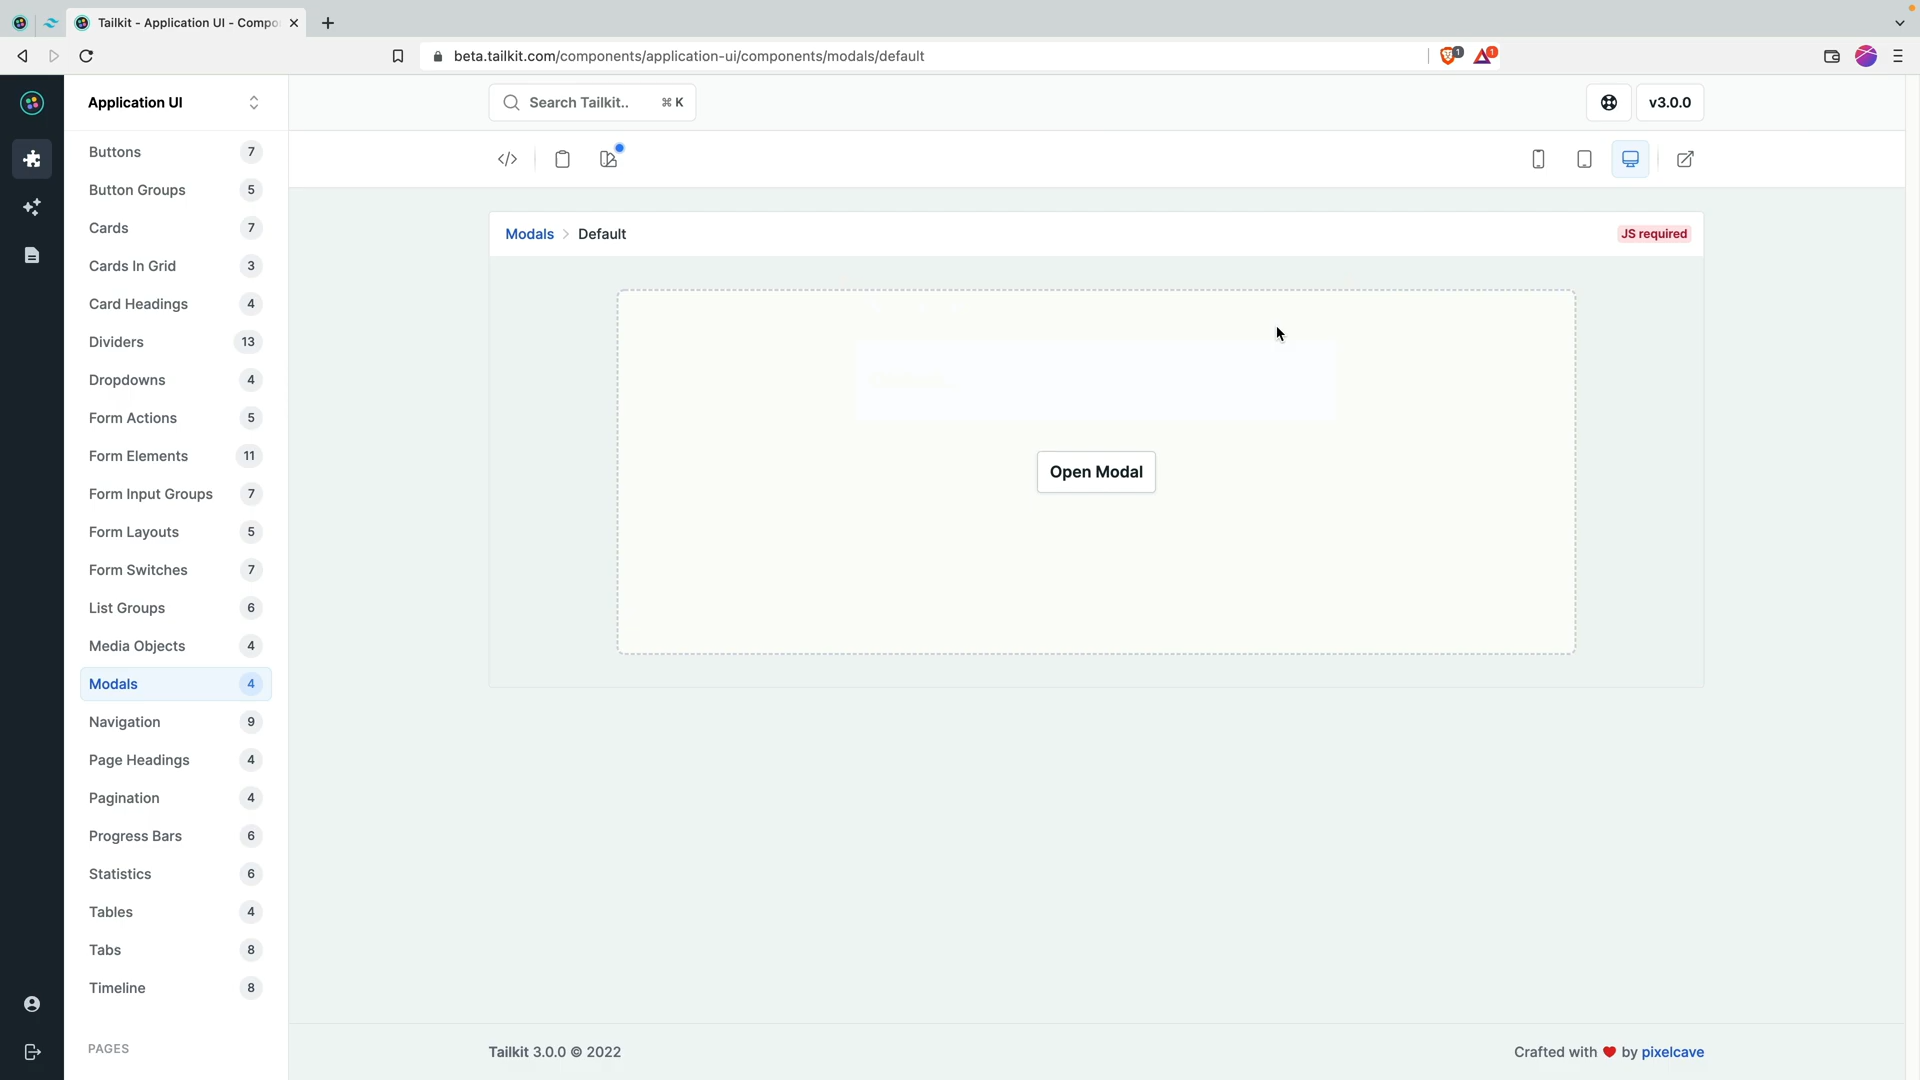 Tailkit - Application UI - Compo
beta.tailkit.com/components/application-ui/components/modals/default
1
1
Application UI
Search Tailkit..
⌘ K
v3.0.0
Buttons 7
Button Groups 5
Cards 7
Cards In Grid 3
Card Headings 4
Dividers 13
Dropdowns 4
Form Actions 5
Form Elements 11
Form Input Groups 7
Form Layouts 5
Form Switches 7
List Groups 6
Media Objects 4
Modals 4
Navigation 9
Page Headings 4
Pagination 4
Progress Bars 6
Statistics 6
Tables 4
Tabs 8
Timeline 8
PAGES
Modals > Default
JS required
Open Modal
Tailkit 3.0.0 © 2022
Crafted with ❤ by pixelcave